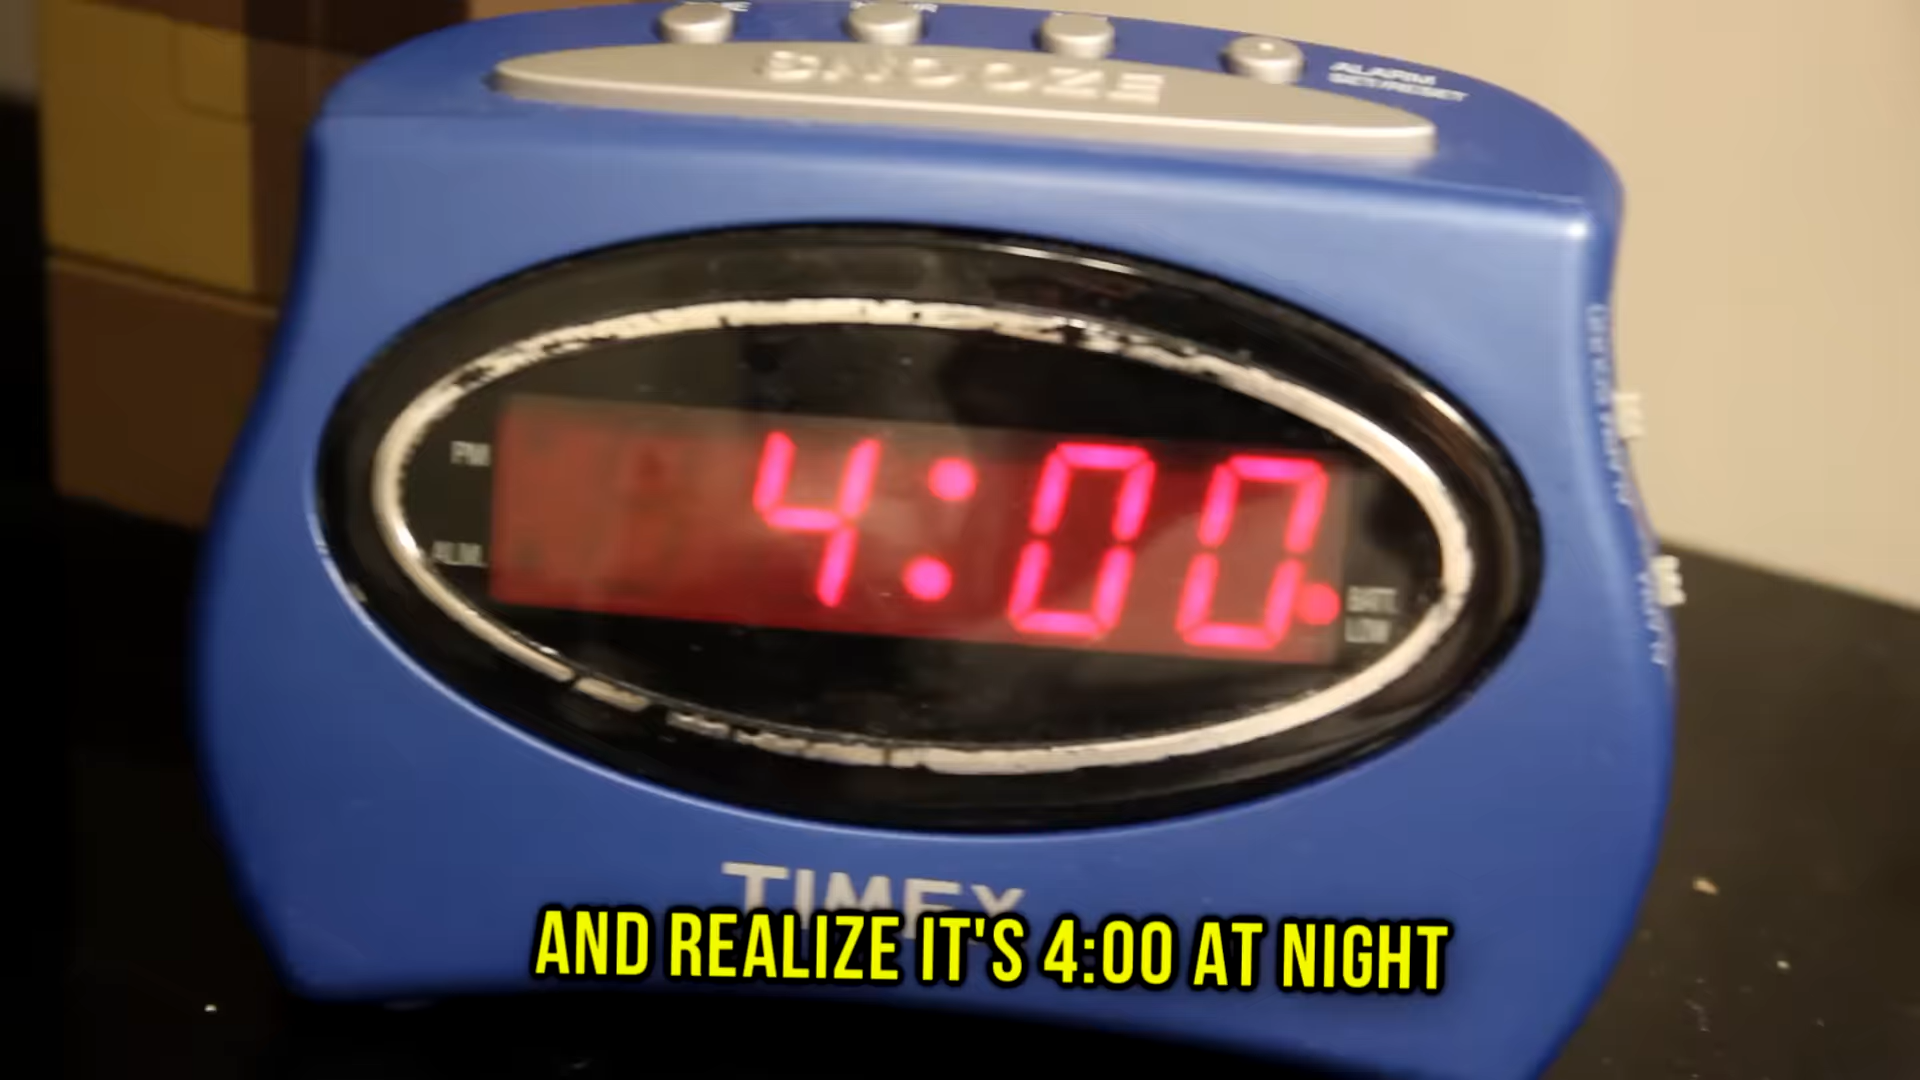 SNOOZE
ALARM
SET/RESET
PM
4:00
ALM.
BATT.
LOW
TIMEX
AND REALIZE IT'S 4:00 AT NIGHT